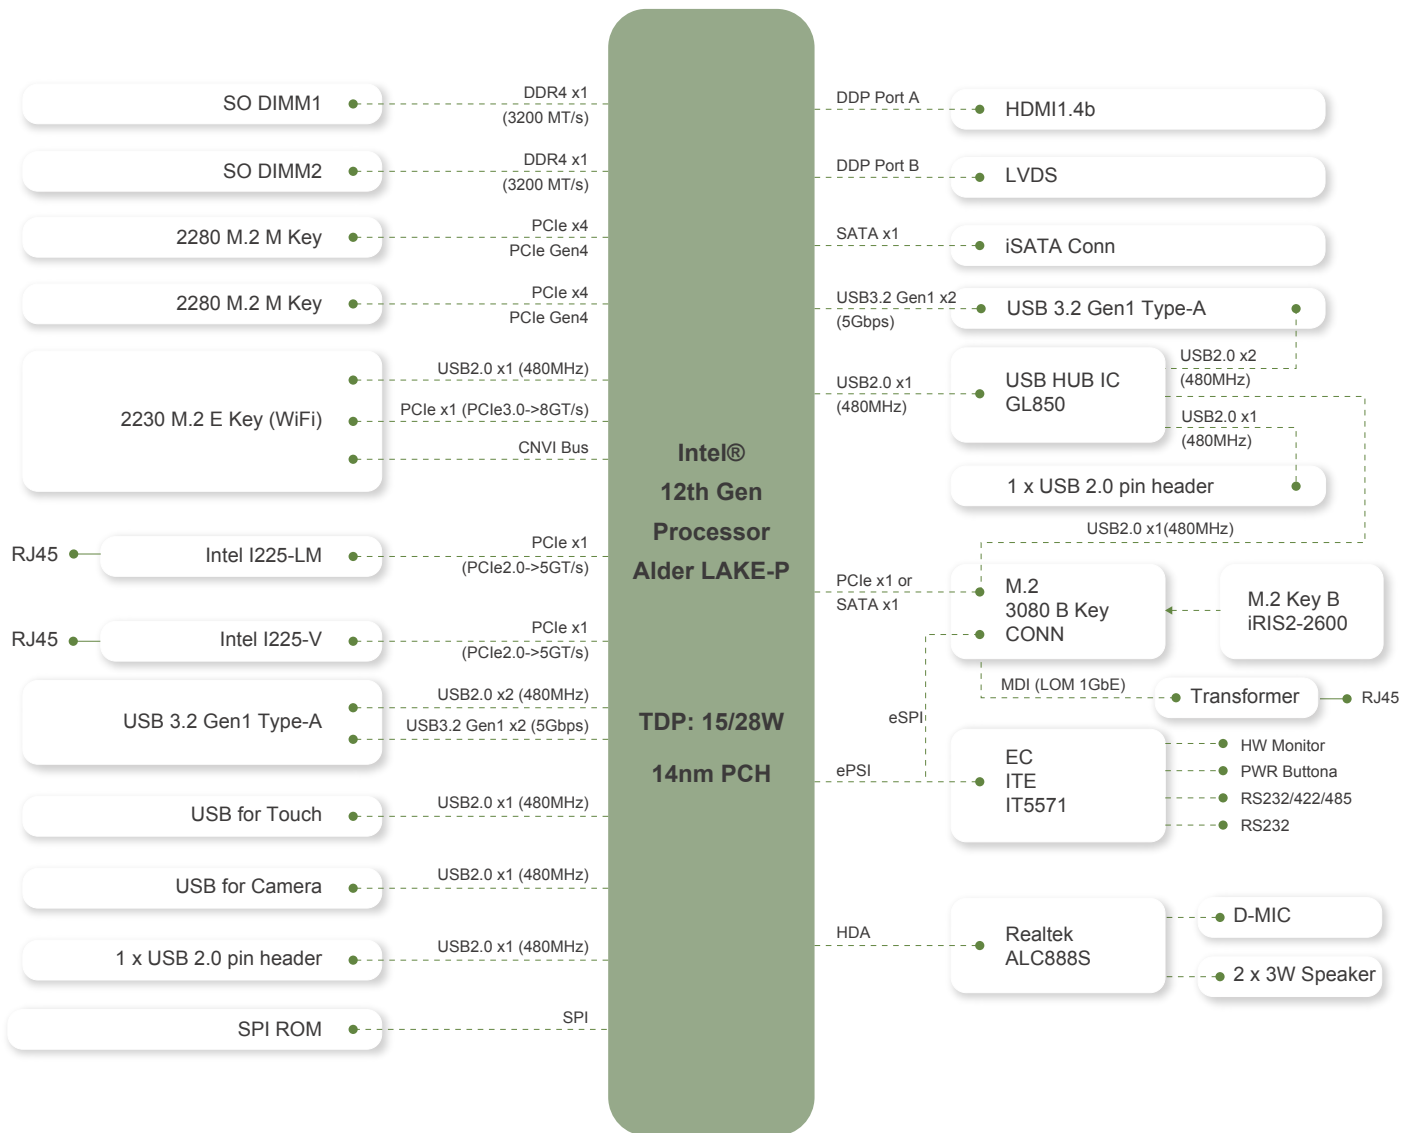 SO DIMM1
DDR4 x1
(3200 MT/s)
SO DIMM2
DDR4 x1
(3200 MT/s)
2280 M.2 M Key
PCIe x4
PCIe Gen4
2280 M.2 M Key
PCIe x4
PCIe Gen4
2230 M.2 E Key (WiFi)
USB2.0 x1 (480MHz)
PCIe x1 (PCIe3.0->8GT/s)
CNVI Bus
RJ45
Intel I225-LM
PCIe x1
(PCIe2.0->5GT/s)
RJ45
Intel I225-V
PCIe x1
(PCIe2.0->5GT/s)
USB 3.2 Gen1 Type-A
USB2.0 x2 (480MHz)
USB3.2 Gen1 x2 (5Gbps)
USB for Touch
USB2.0 x1 (480MHz)
USB for Camera
USB2.0 x1 (480MHz)
1 x USB 2.0 pin header
USB2.0 x1 (480MHz)
SPI ROM
SPI
Intel®
12th Gen
Processor
Alder LAKE-P
TDP: 15/28W
14nm PCH
DDP Port A
HDMI1.4b
DDP Port B
LVDS
SATA x1
iSATA Conn
USB3.2 Gen1 x2
(5Gbps)
USB 3.2 Gen1 Type-A
USB2.0 x1
(480MHz)
USB HUB IC
GL850
USB2.0 x2
(480MHz)
USB2.0 x1
(480MHz)
1 x USB 2.0 pin header
USB2.0 x1(480MHz)
PCIe x1 or
SATA x1
M.2
3080 B Key
CONN
M.2 Key B
iRIS2-2600
MDI (LOM 1GbE)
Transformer
RJ45
eSPI
ePSI
EC
ITE
IT5571
HW Monitor
PWR Buttona
RS232/422/485
RS232
HDA
Realtek
ALC888S
D-MIC
2 x 3W Speaker